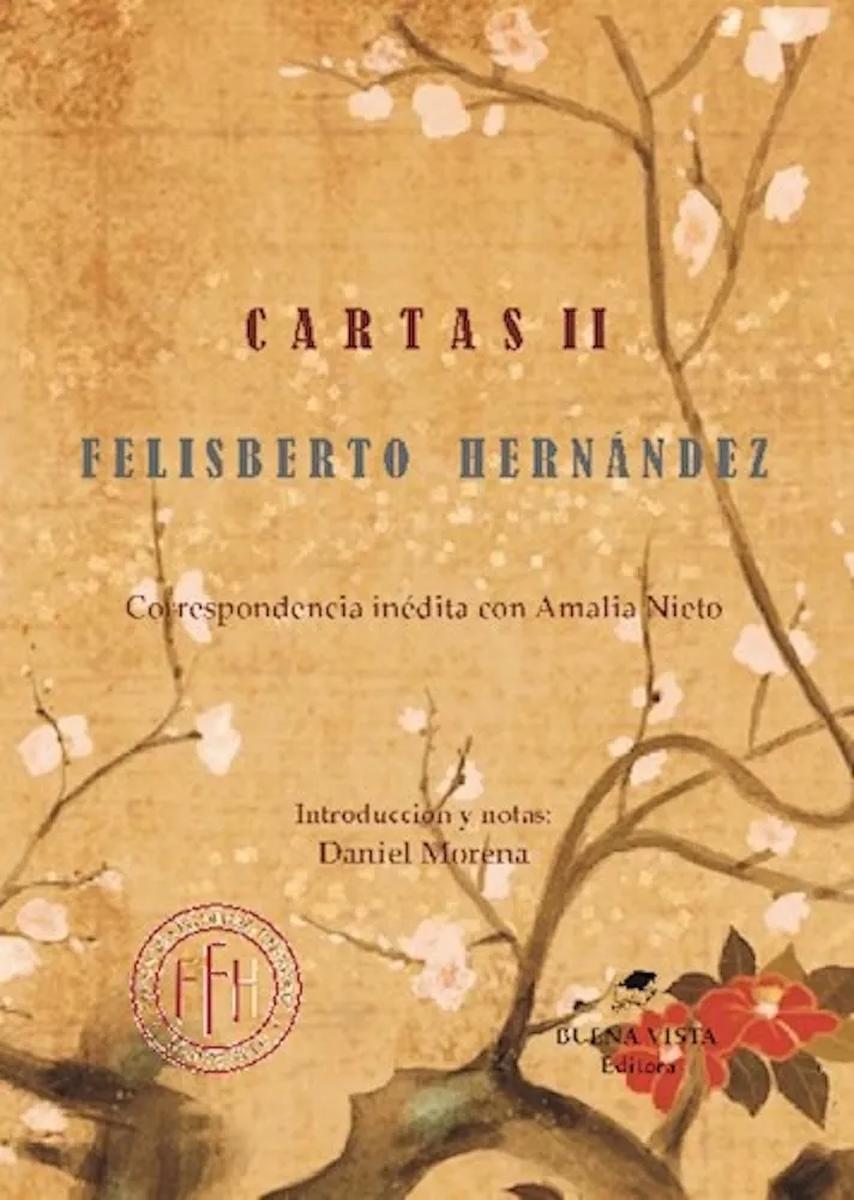 CARTAS II
FELISBERTO HERNÁNDEZ
Correspondencia inédita con Amalia Nieto
Introducción y notas:
Daniel Morena
FFH
BUENA VISTA
Editora